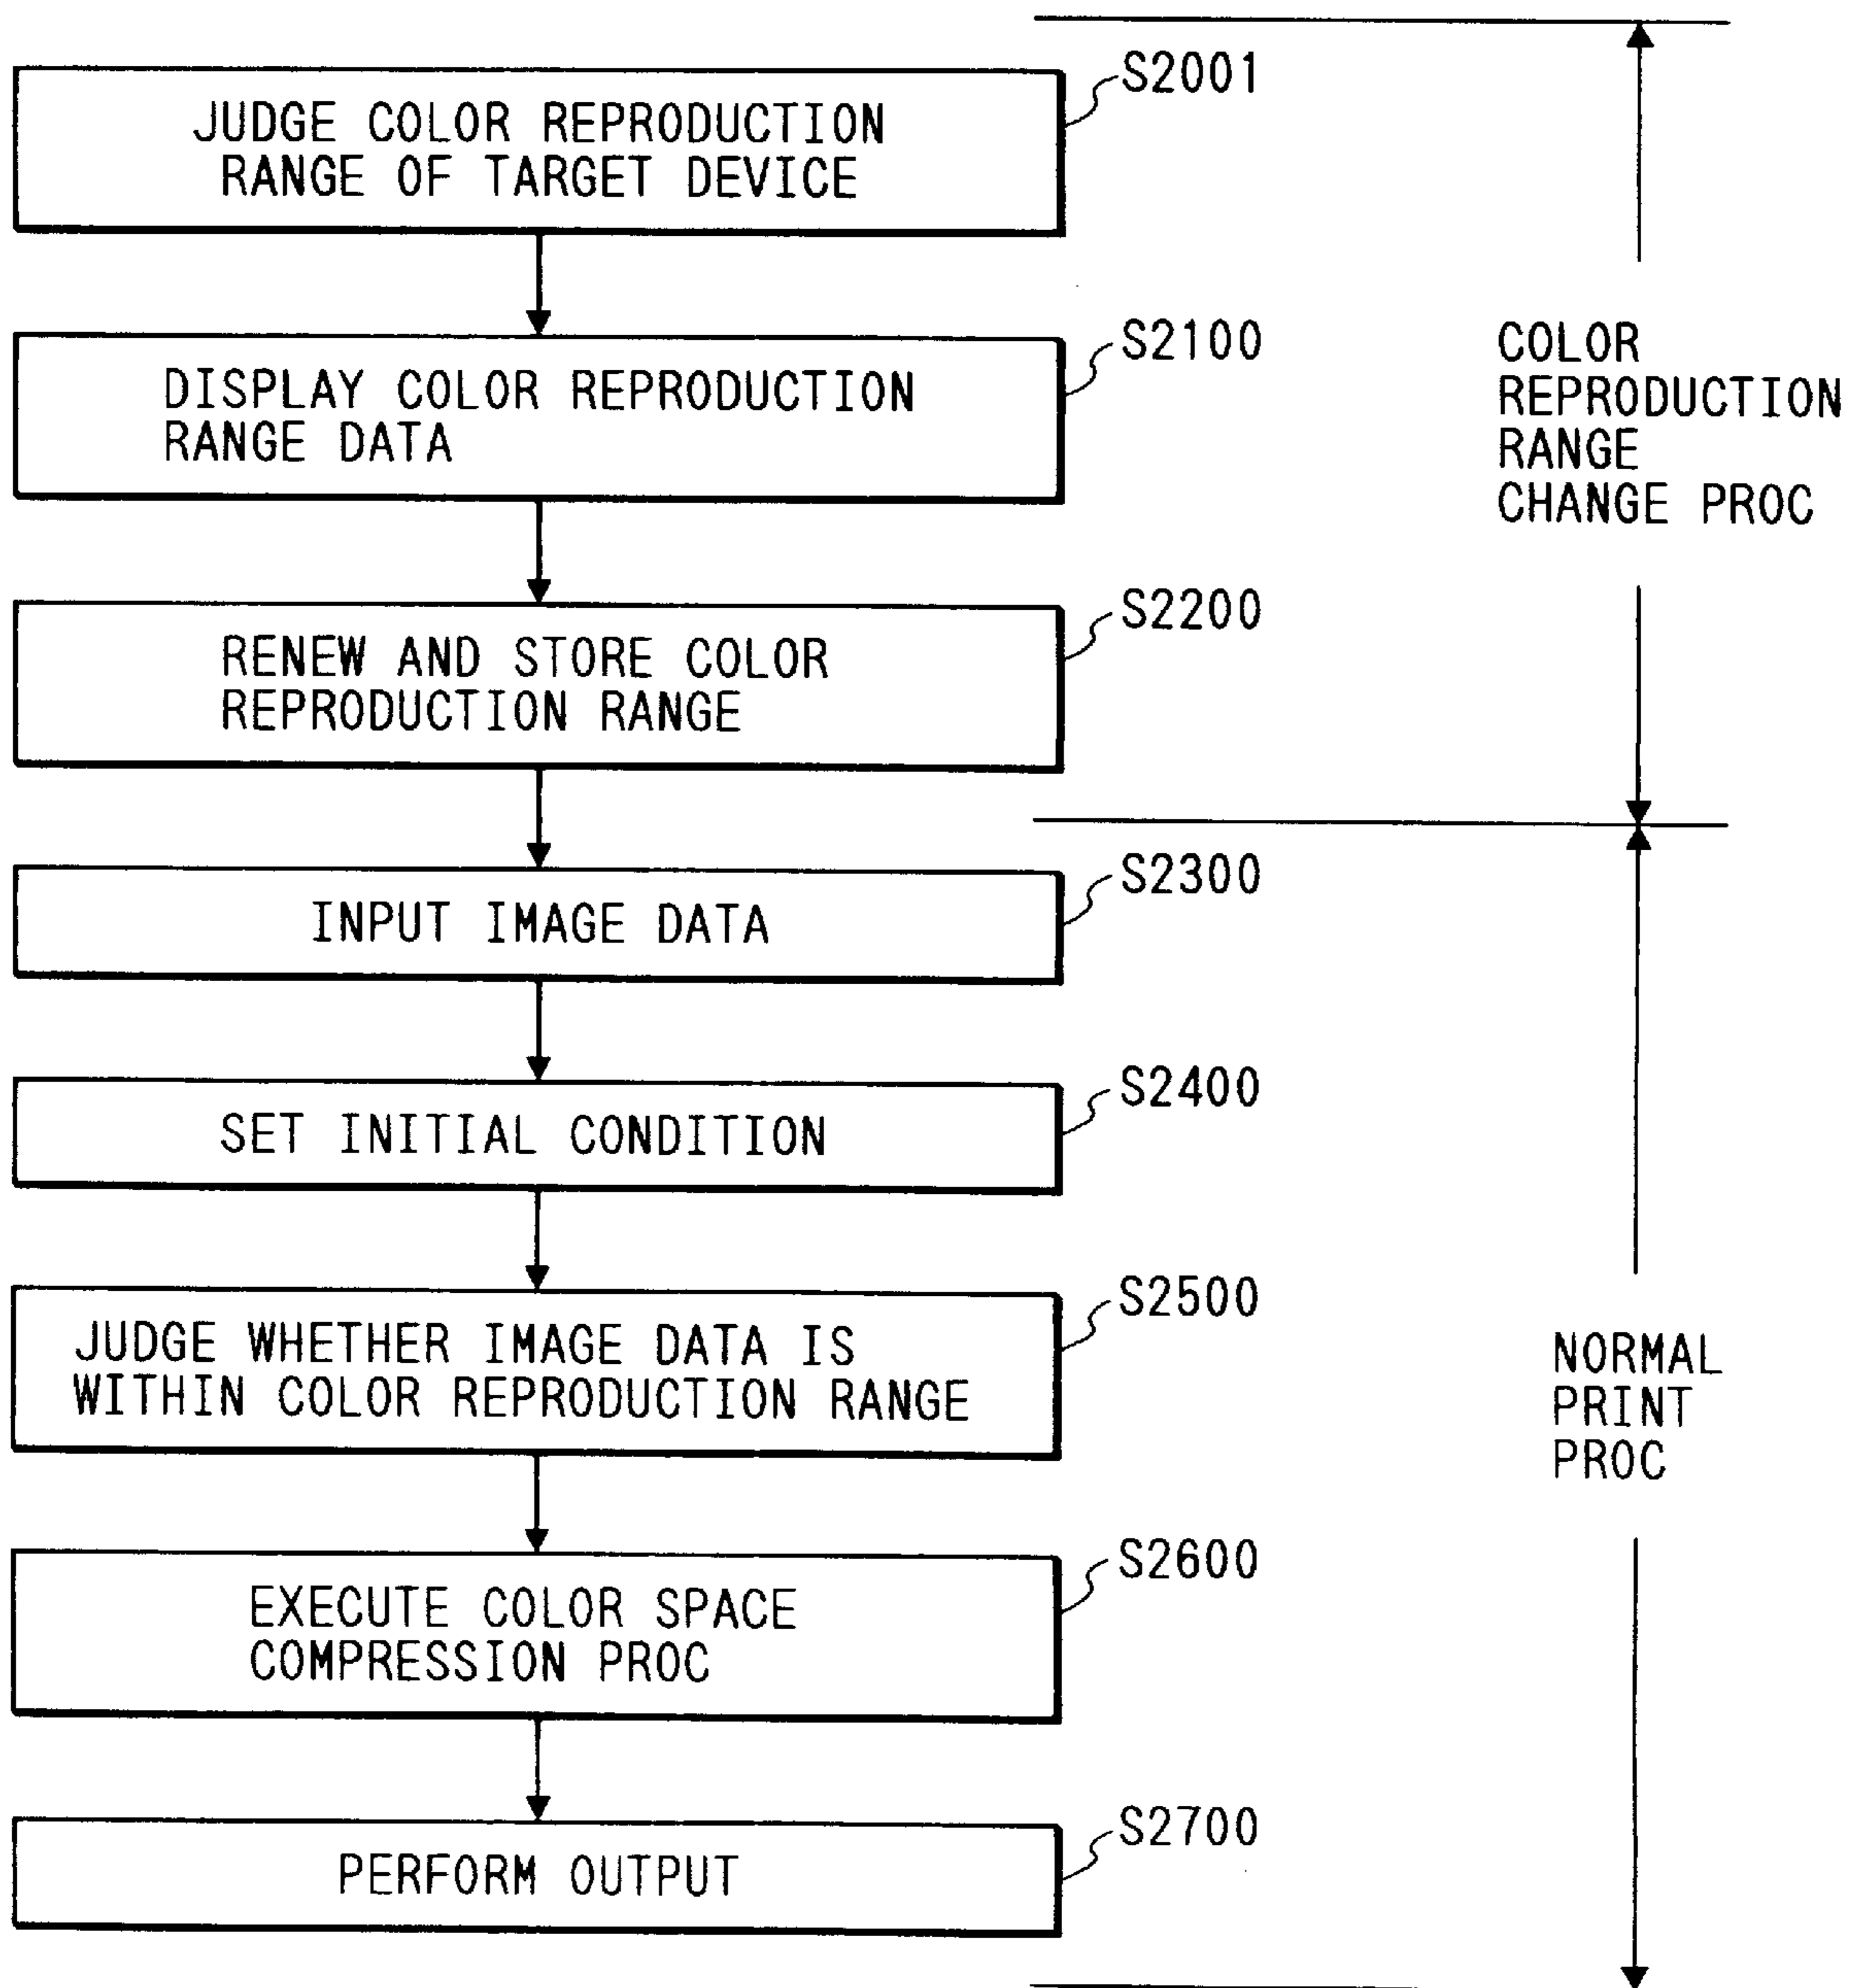 S2001
JUDGE COLOR REPRODUCTION
RANGE OF TARGET DEVICE
S2100
DISPLAY COLOR REPRODUCTION
RANGE DATA
S2200
RENEW AND STORE COLOR
REPRODUCTION RANGE
COLOR
REPRODUCTION
RANGE
CHANGE PROC
S2300
INPUT IMAGE DATA
S2400
SET INITIAL CONDITION
S2500
JUDGE WHETHER IMAGE DATA IS
WITHIN COLOR REPRODUCTION RANGE
S2600
EXECUTE COLOR SPACE
COMPRESSION PROC
S2700
PERFORM OUTPUT
NORMAL
PRINT
PROC